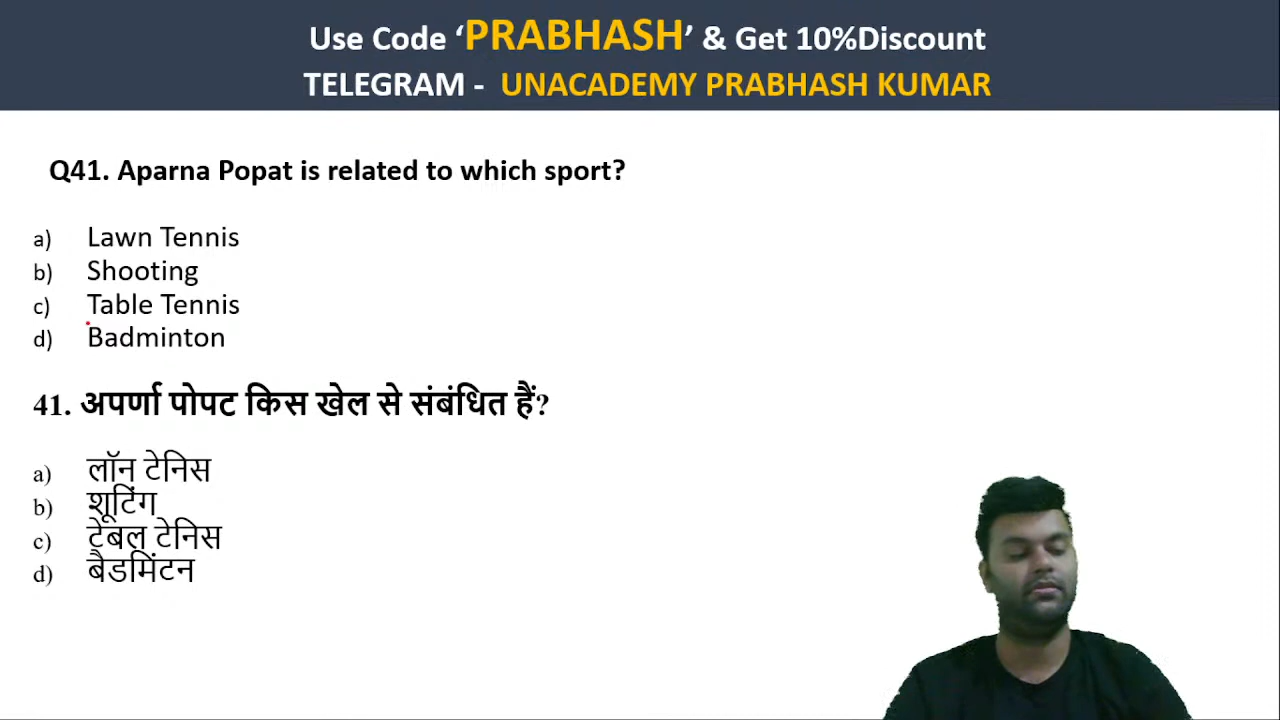 Use Code ‘PRABHASH’ & Get 10%Discount
TELEGRAM - UNACADEMY PRABHASH KUMAR
Q41. Aparna Popat is related to which sport?
a) Lawn Tennis
b) Shooting
c) Table Tennis
d) Badminton
41. अपर्णा पोपट किस खेल से संबंधित हैं?
a) लॉन टेनिस
b) शूटिंग
c) टेबल टेनिस
d) बैडमिंटन